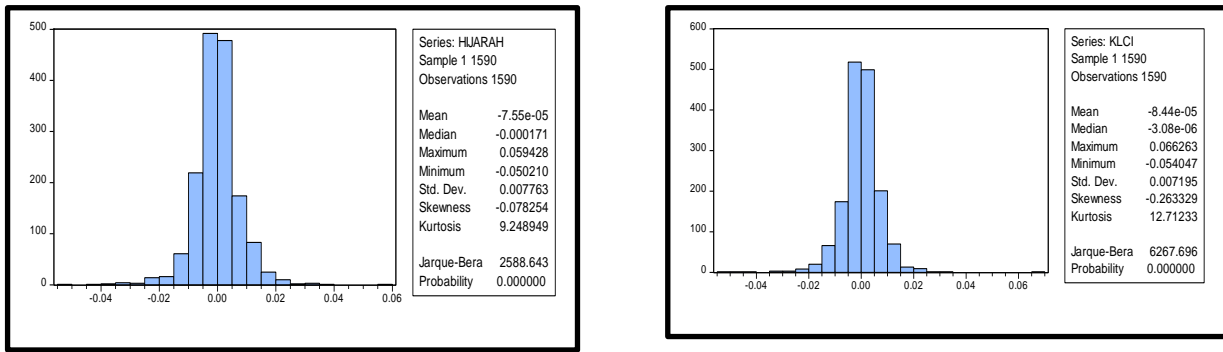 500
400
300
200
100
0
-0.04 -0.02 0.00 0.02 0.04 0.06
Series: HIJARAH
Sample 1 1590
Observations 1590
Mean -7.55e-05
Median -0.000171
Maximum 0.059428
Minimum -0.050210
Std. Dev. 0.007763
Skewness -0.078254
Kurtosis 9.248949
Jarque-Bera 2588.643
Probability 0.000000
600
500
400
300
200
100
0
-0.04 -0.02 0.00 0.02 0.04 0.06
Series: KLCI
Sample 1 1590
Observations 1590
Mean -8.44e-05
Median -3.08e-06
Maximum 0.066263
Minimum -0.054047
Std. Dev. 0.007195
Skewness -0.263329
Kurtosis 12.71233
Jarque-Bera 6267.696
Probability 0.000000